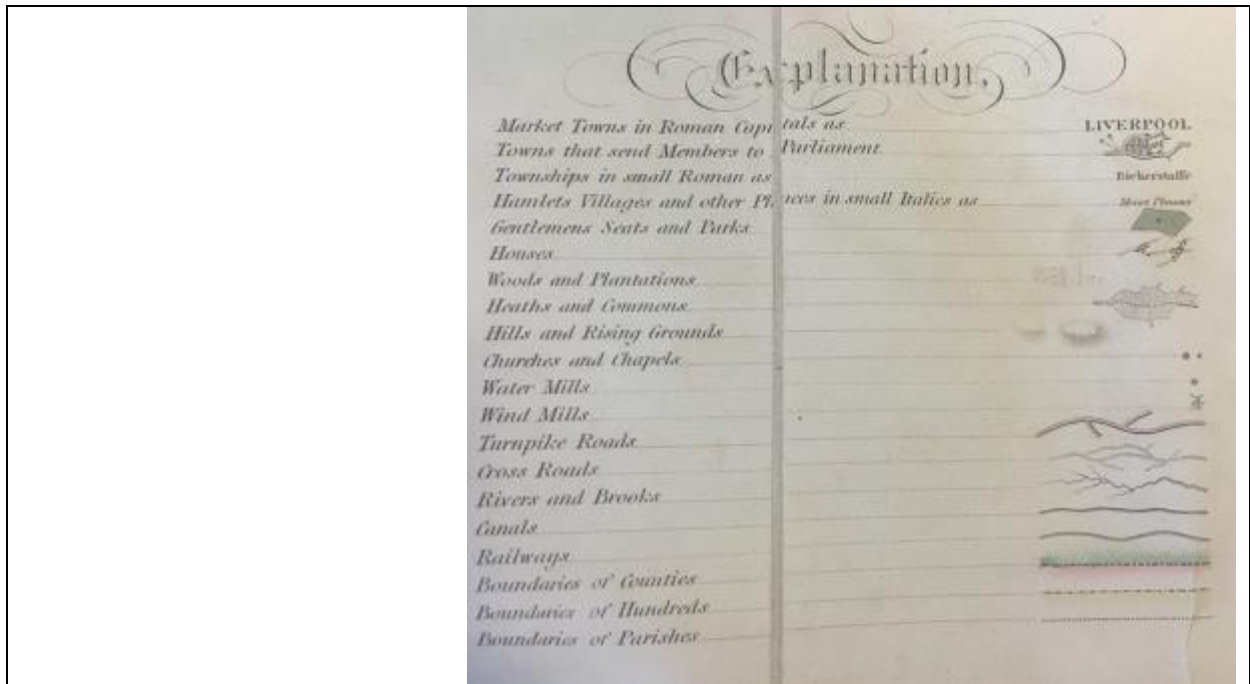 Explanation,
Market Towns in Roman Capitals as LIVERPOOL
Towns that send Members to Parliament
Townships in small Roman as Bickerstaffe
Hamlets Villages and other Places in small Italics as
Gentlemens Seats and Parks
Houses
Woods and Plantations
Heaths and Commons
Hills and Rising Grounds
Churches and Chapels
Water Mills
Wind Mills
Turnpike Roads
Cross Roads
Rivers and Brooks
Canals
Railways
Boundaries of Counties
Boundaries of Hundreds
Boundaries of Parishes